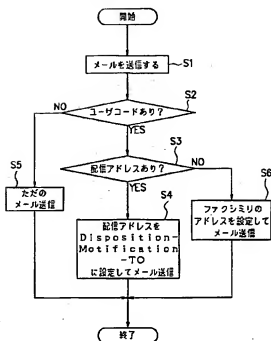 開始
メールを送信する
S1
S2
ユーザコードあり?
NO
YES
S3
配信アドレスあり?
NO
YES
S5
ただの
メール送信
S4
配信アドレスを
Disposition-
Motification
-TO
に設定してメール送信
S6
ファクシミリの
アドレスを設定して
メール送信
終了